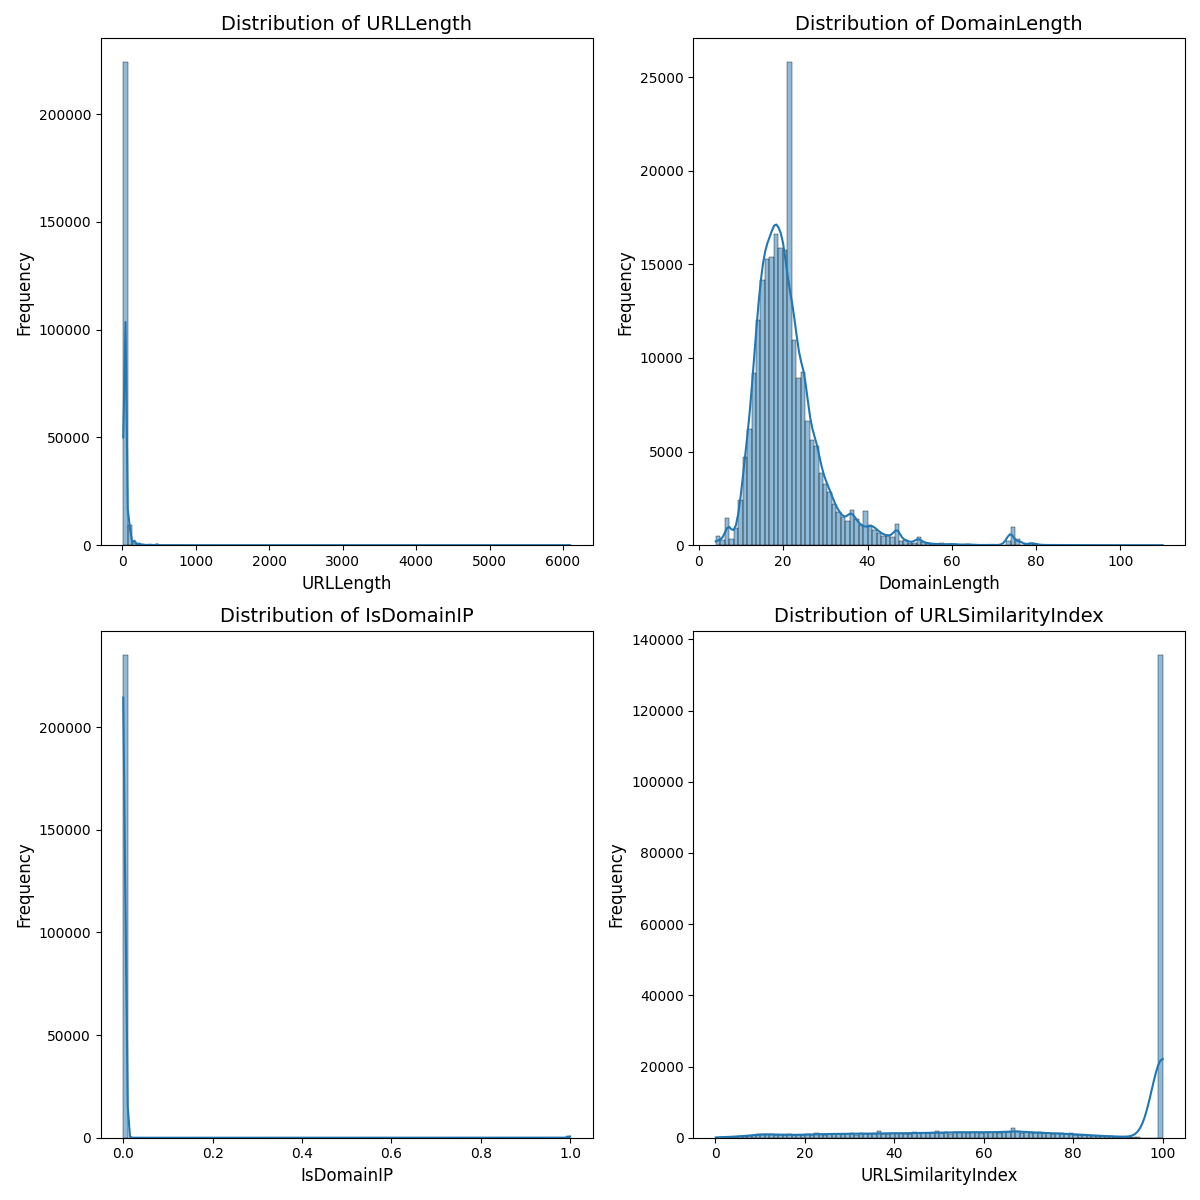 Distribution of URLLength
200000
150000
100000
50000
0
Frequency
0 1000 2000 3000 4000 5000 6000
URLLength
Distribution of DomainLength
25000
20000
15000
10000
5000
0
Frequency
0 20 40 60 80 100
DomainLength
Distribution of IsDomainIP
200000
150000
100000
50000
0
Frequency
0.0 0.2 0.4 0.6 0.8 1.0
IsDomainIP
Distribution of URLSimilarityIndex
140000
120000
100000
80000
60000
40000
20000
0
Frequency
0 20 40 60 80 100
URLSimilarityIndex